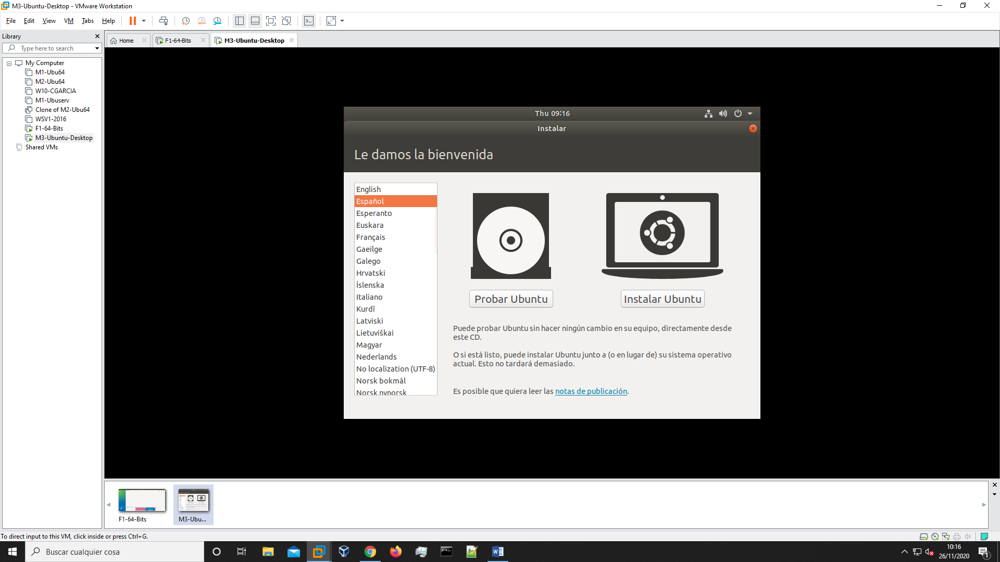 M3-Ubuntu-Desktop - VMware Workstation
File Edit View VM Tabs Help
Library
Type here to search
My Computer
M1-Ubu64
M2-Ubu64
W10-CGARCIA
M1-Ubuserv
Clone of M2-Ubu64
WSV1-2016
F1-64-Bits
M3-Ubuntu-Desktop
Shared VMs
Home F1-64-Bits M3-Ubuntu-Desktop
Thu 09:16
Instalar
Le damos la bienvenida
English
Español
Esperanto
Euskara
Français
Gaeilge
Galego
Hrvatski
Íslenska
Italiano
Kurdî
Latviski
Lietuviškai
Magyar
Nederlands
No localization (UTF-8)
Norsk bokmål
Norsk nynorsk
Probar Ubuntu
Instalar Ubuntu
Puede probar Ubuntu sin hacer ningún cambio en su equipo, directamente desde
este CD.
O si está listo, puede instalar Ubuntu junto a (o en lugar de) su sistema operativo
actual. Esto no tardará demasiado.
Es posible que quiera leer las notas de publicación.
F1-64-Bits
M3-Ubu...
To direct input to this VM, click inside or press Ctrl+G.
Buscar cualquier cosa
10:16
26/11/2020
1